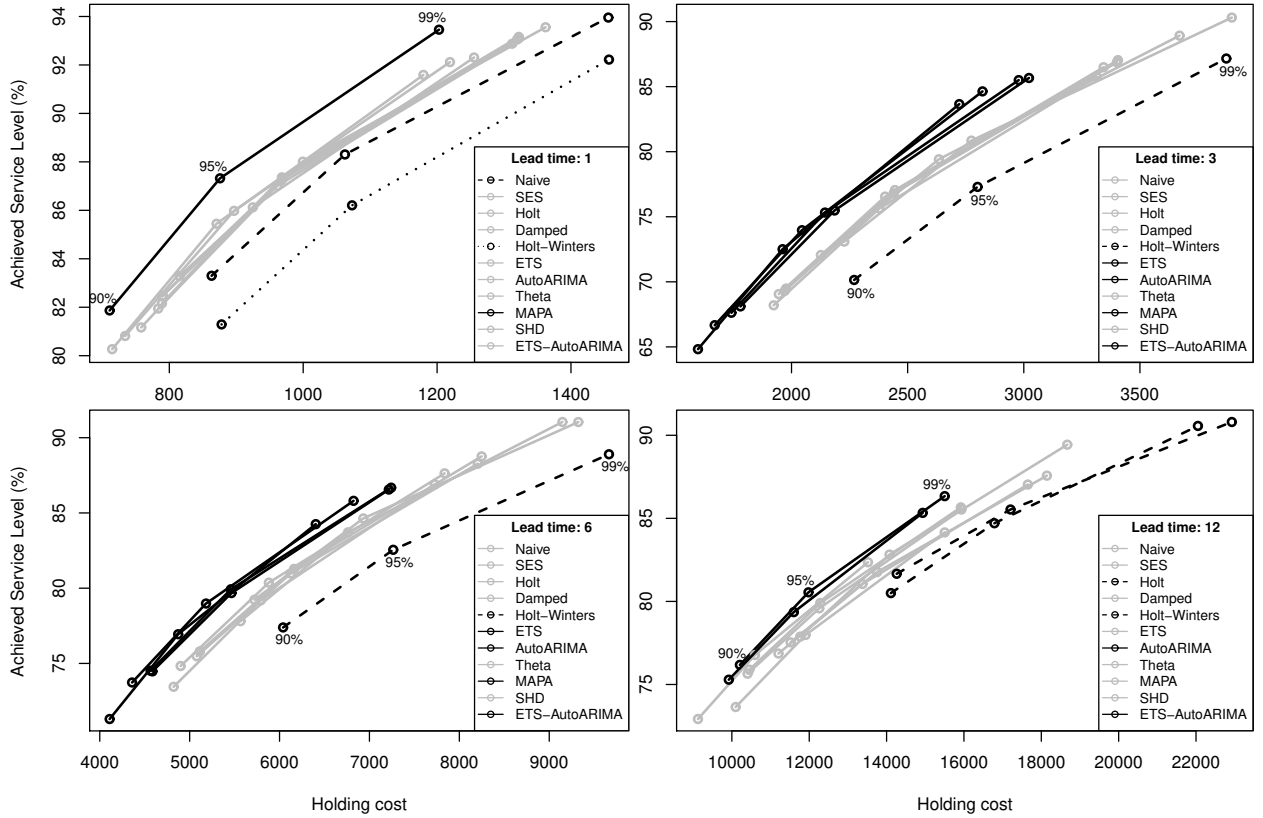 Achieved Service Level (%)
94
92
90
88
86
84
82
80
99%
95%
90%
Lead time: 1
Naive
SES
Holt
Damped
Holt−Winters
ETS
AutoARIMA
Theta
MAPA
SHD
ETS−AutoARIMA
800 1000 1200 1400
90
85
80
75
70
65
99%
95%
90%
Lead time: 3
Naive
SES
Holt
Damped
Holt−Winters
ETS
AutoARIMA
Theta
MAPA
SHD
ETS−AutoARIMA
2000 2500 3000 3500
Achieved Service Level (%)
90
85
80
75
99%
95%
90%
Lead time: 6
Naive
SES
Holt
Damped
Holt−Winters
ETS
AutoARIMA
Theta
MAPA
SHD
ETS−AutoARIMA
4000 5000 6000 7000 8000 9000
Holding cost
90
85
80
75
99%
95%
90%
Lead time: 12
Naive
SES
Holt
Damped
Holt−Winters
ETS
AutoARIMA
Theta
MAPA
SHD
ETS−AutoARIMA
10000 12000 14000 16000 18000 20000 22000
Holding cost